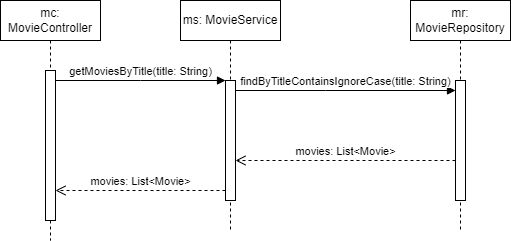 mc:
MovieController
ms: MovieService
mr:
MovieRepository
getMoviesByTitle(title: String)
findByTitleContainsIgnoreCase(title: String)
movies: List<Movie>
movies: List<Movie>